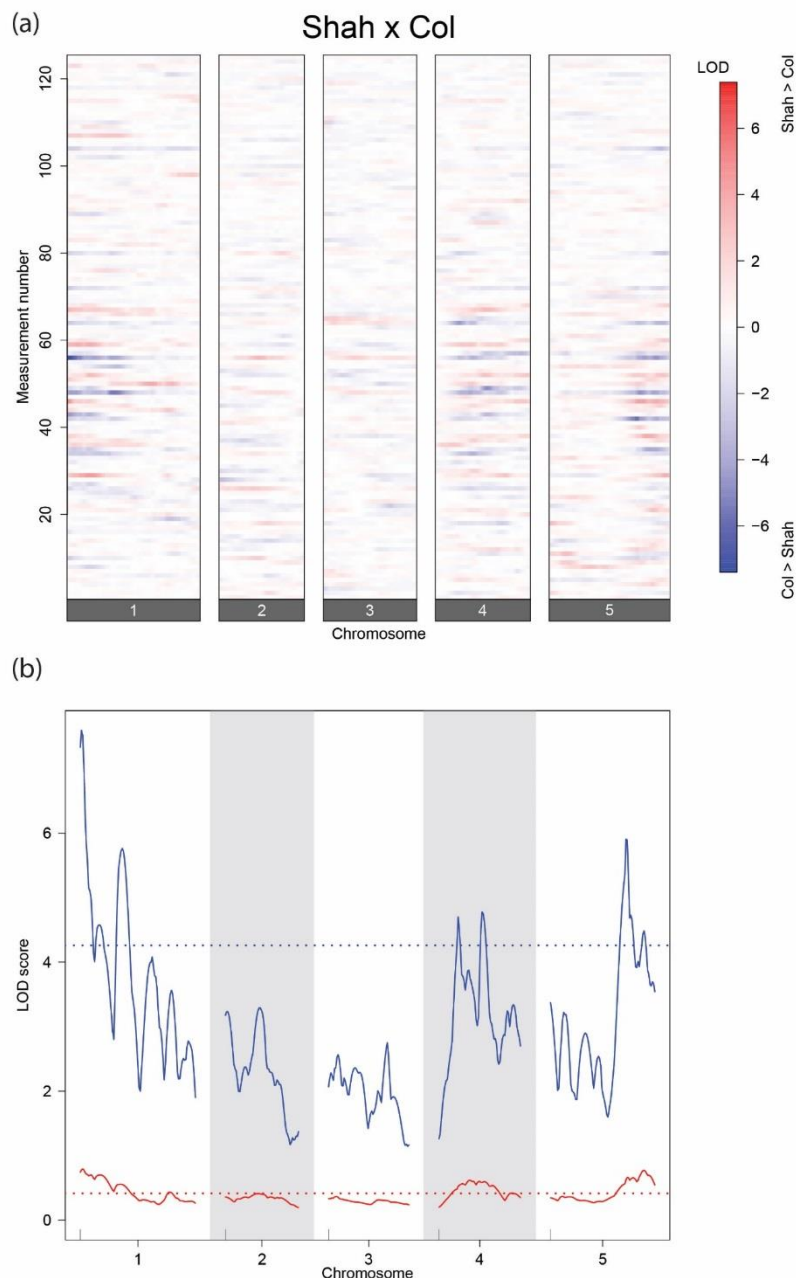 (a)
Shah x Col
LOD
Shah > Col
Measurement number
120
100
80
60
40
20
6
4
2
0
−2
−4
−6
Col > Shah
1 2 3 4 5
Chromosome
(b)
LOD score
6
4
2
0
1 2 3 4 5
Chromosome